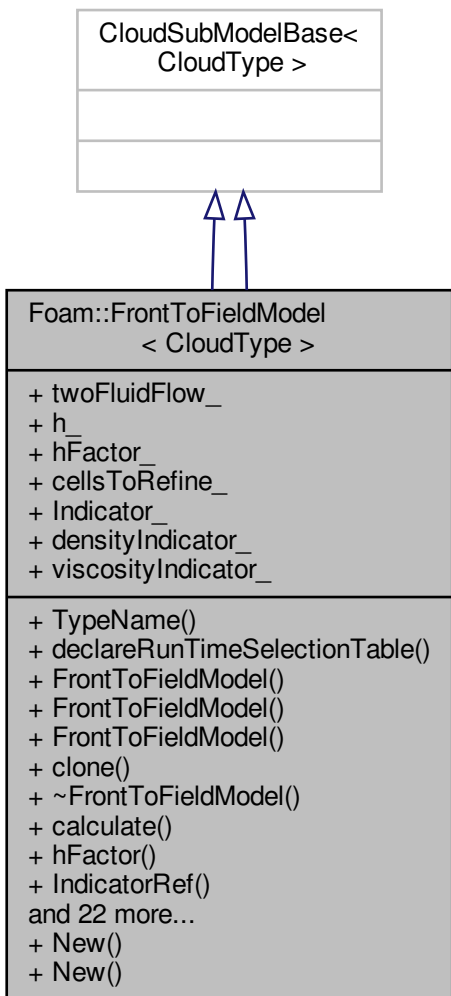 CloudSubModelBase<
CloudType >
Foam::FrontToFieldModel
< CloudType >
+ twoFluidFlow_
+ h_
+ hFactor_
+ cellsToRefine_
+ Indicator_
+ densityIndicator_
+ viscosityIndicator_
+ TypeName()
+ declareRunTimeSelectionTable()
+ FrontToFieldModel()
+ FrontToFieldModel()
+ FrontToFieldModel()
+ clone()
+ ~FrontToFieldModel()
+ calculate()
+ hFactor()
+ IndicatorRef()
and 22 more...
+ New()
+ New()